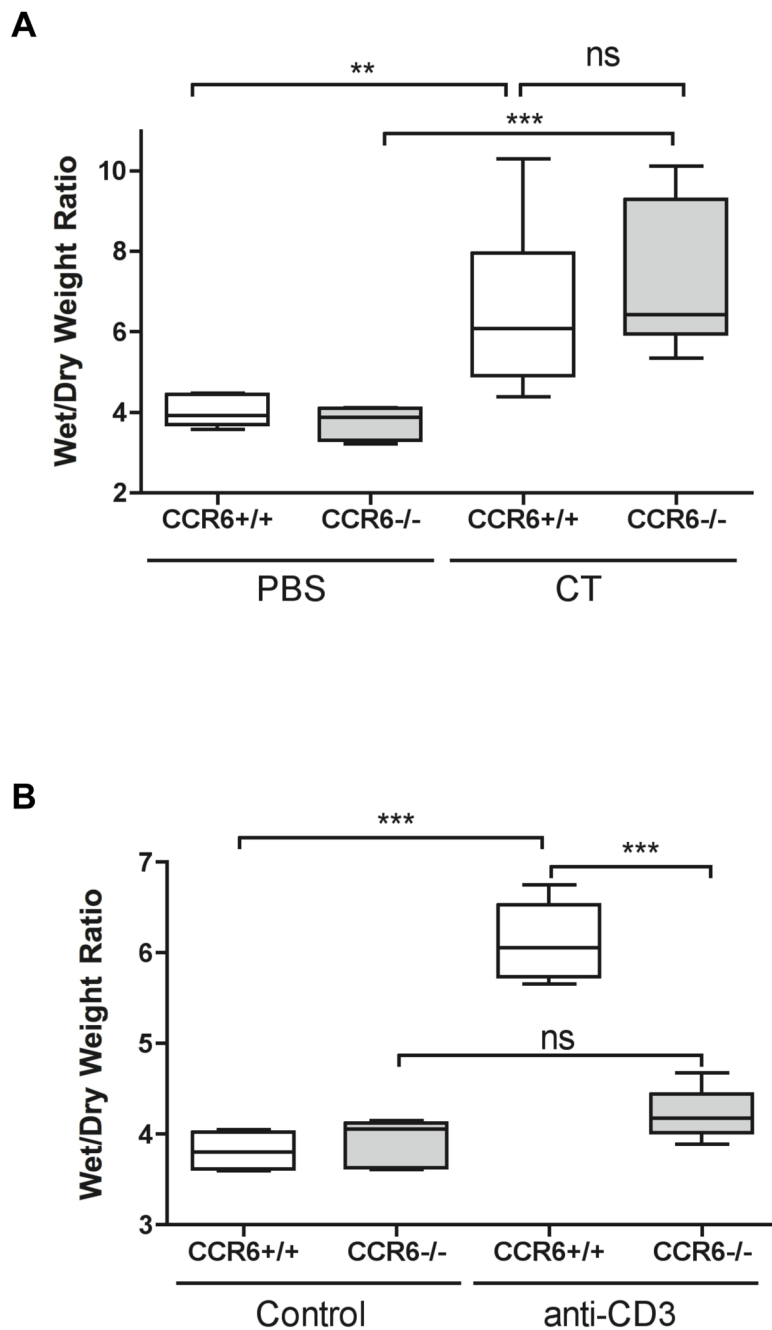 A
** ns
***
Wet/Dry Weight Ratio
10
8
6
4
2
CCR6+/+ CCR6-/- CCR6+/+ CCR6-/-
PBS CT
B
***
***
Wet/Dry Weight Ratio
7
6
5
4
3
ns
CCR6+/+ CCR6-/- CCR6+/+ CCR6-/-
Control anti-CD3